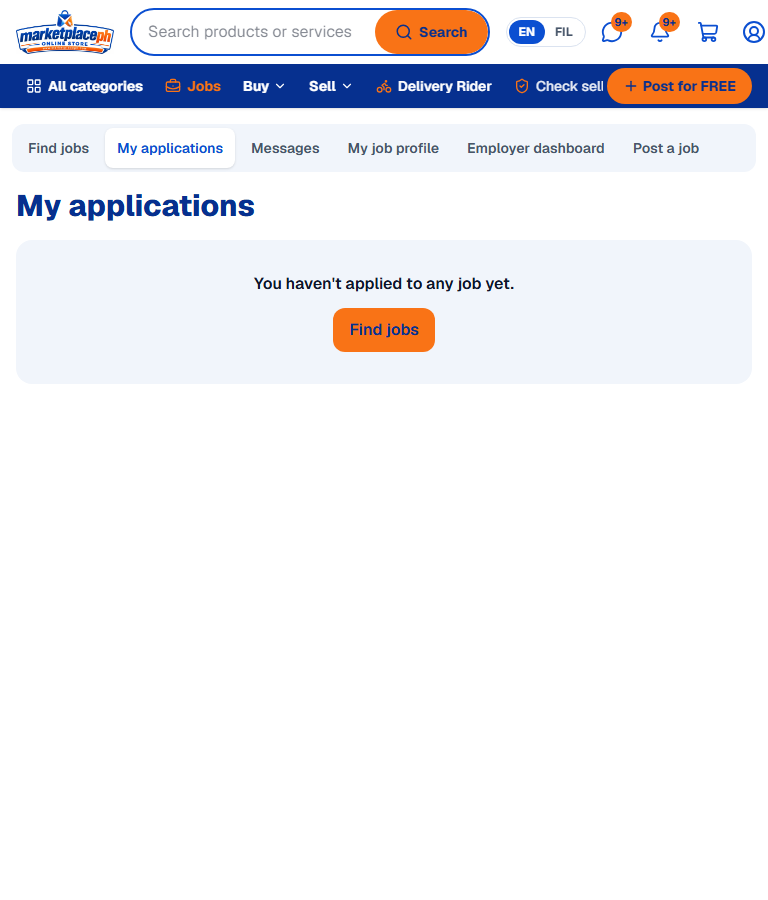 marketplaceph
ONLINE STORE
Search products or services
Search
EN
FIL
9+
9+
All categories
Jobs
Buy
Sell
Delivery Rider
Check sell
Post for FREE
Find jobs
My applications
Messages
My job profile
Employer dashboard
Post a job
My applications
You haven't applied to any job yet.
Find jobs